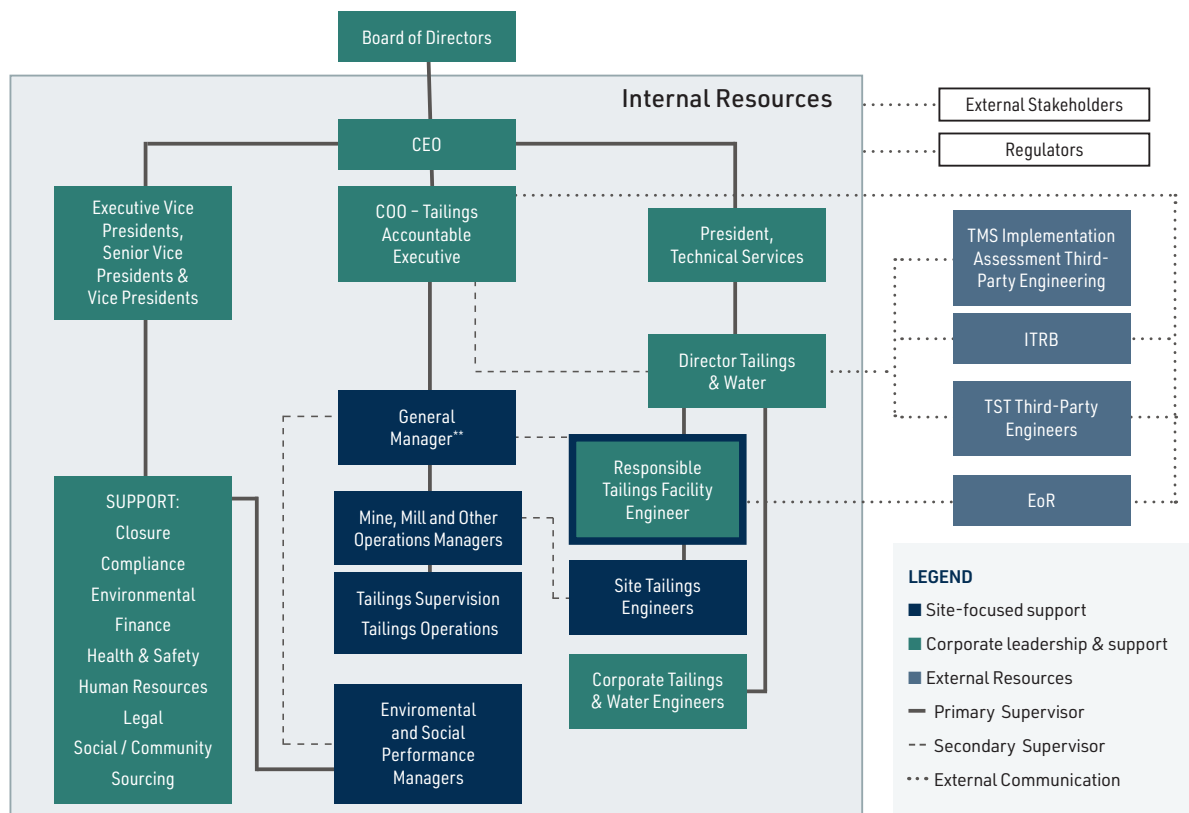 Board of Directors
Internal Resources
External Stakeholders
Regulators
CEO
Executive Vice
Presidents,
Senior Vice
Presidents &
Vice Presidents
COO – Tailings
Accountable
Executive
President,
Technical Services
TMS Implementation
Assessment Third-
Party Engineering
ITRB
Director Tailings
& Water
TST Third-Party
Engineers
General
Manager**
Responsible
Tailings Facility
Engineer
EoR
SUPPORT:
Closure
Compliance
Environmental
Finance
Health & Safety
Human Resources
Legal
Social / Community
Sourcing
Mine, Mill and Other
Operations Managers
Tailings Supervision
Tailings Operations
Site Tailings
Engineers
Corporate Tailings
& Water Engineers
Enviromental
and Social
Performance
Managers
LEGEND
Site-focused support
Corporate leadership & support
External Resources
Primary Supervisor
Secondary Supervisor
External Communication